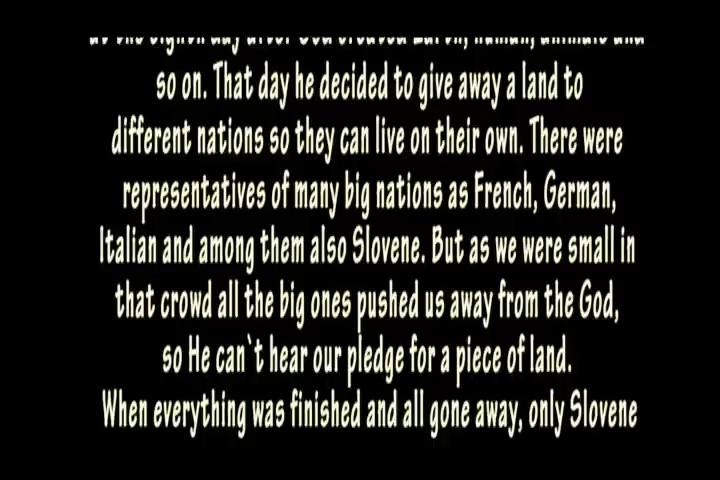 so on. That day he decided to give away a land to
different nations so they can live on their own. There were
representatives of many big nations as French, German,
Italian and among them also Slovene. But as we were small in
that crowd all the big ones pushed us away from the God,
so He can`t hear our pledge for a piece of land.
When everything was finished and all gone away, only Slovene